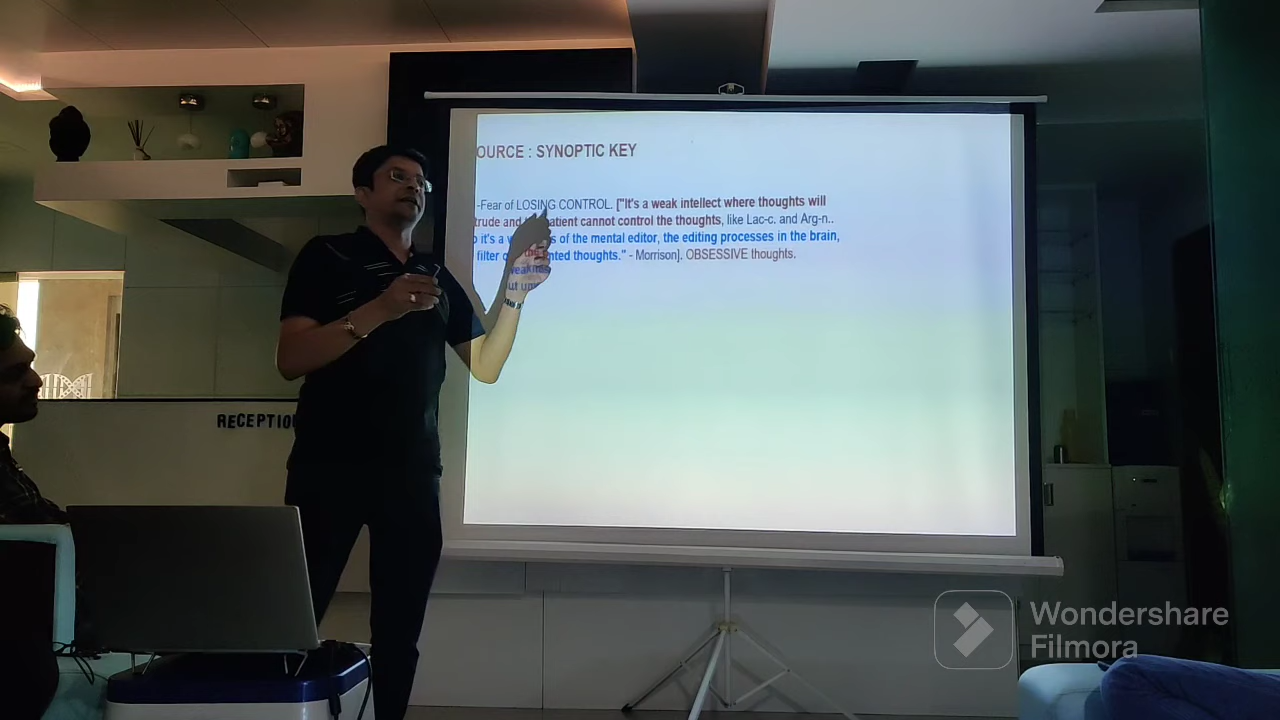 OURCE : SYNOPTIC KEY
-Fear of LOSING CONTROL. ["It's a weak intellect where thoughts will
trude and patient cannot control the thoughts, like Lac-c. and Arg-n..
it's a of the mental editor, the editing processes in the brain,
filter thoughts." - Morrison]. OBSESSIVE thoughts.
RECEPTIO
Wondershare
Filmora